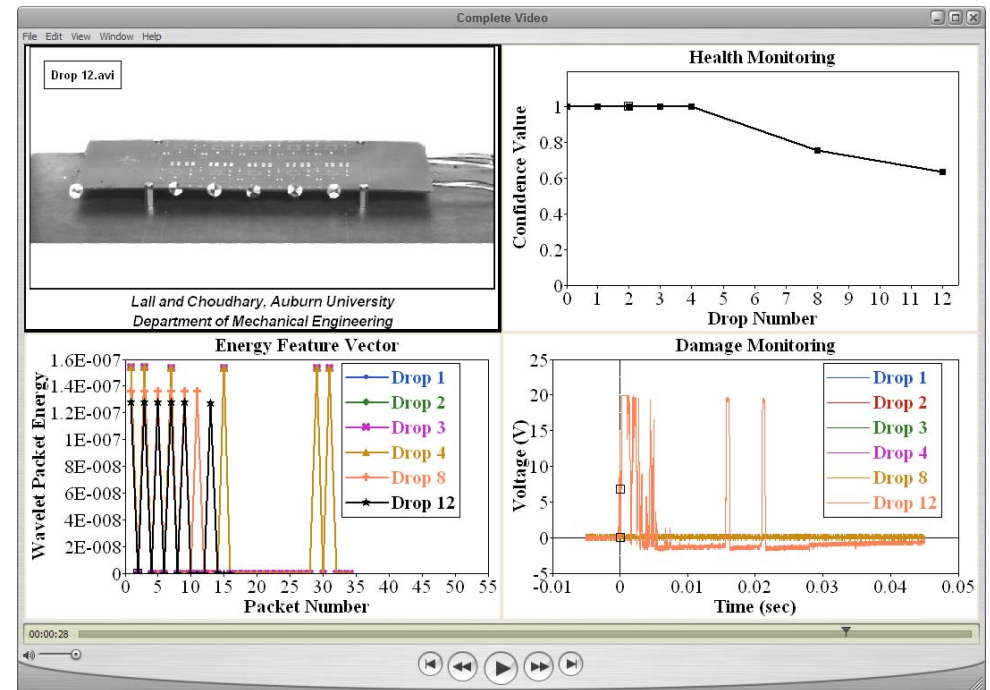 Complete Video
File Edit View Window Help
Drop 12.avi
Lall and Choudhary, Auburn University
Department of Mechanical Engineering
Health Monitoring
Confidence Value
1
0.8
0.6
0.4
0.2
0
0 1 2 3 4 5 6 7 8 9 10 11 12
Drop Number
Energy Feature Vector
Wavelet Packet Energy
1.6E-007
1.4E-007
1.2E-007
1E-007
8E-008
6E-008
4E-008
2E-008
0
0 5 10 15 20 25 30 35 40 45 50 55
Packet Number
Drop 1
Drop 2
Drop 3
Drop 4
Drop 8
Drop 12
Damage Monitoring
Voltage (V)
25
20
15
10
5
0
-5
-0.01 0 0.01 0.02 0.03 0.04 0.05
Time (sec)
Drop 1
Drop 2
Drop 3
Drop 4
Drop 8
Drop 12
00:00:28